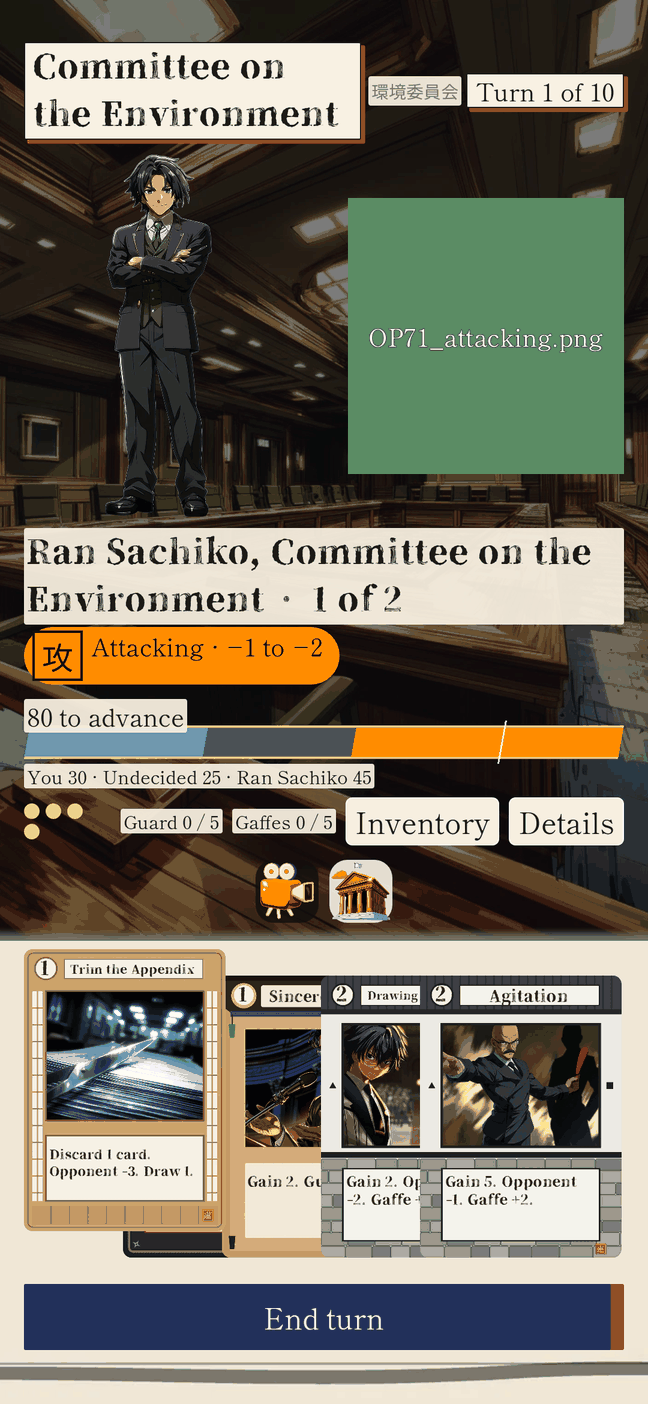 Committee on
the Environment
環境委員会
Turn 1 of 10
OP71_attacking.png
Ran Sachiko, Committee on the
Environment · 1 of 2
攻 Attacking · −1 to −2
80 to advance
You 30 · Undecided 25 · Ran Sachiko 45
Guard 0 / 5
Gaffes 0 / 5
Inventory
Details
1 Trim the Appendix
Discard 1 card.
Opponent -3. Draw 1.
1 Sincer
Gain 2. Gu
2 Drawing
Gain 2. Op
-2. Gaffe +
2 Agitation
Gain 5. Opponent
-1. Gaffe +2.
End turn